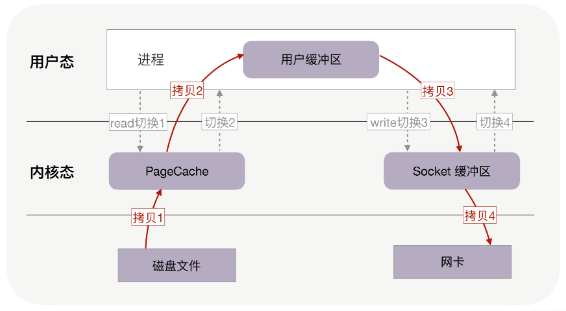 用户态
进程
用户缓冲区
拷贝2
拷贝3
read切换1
切换2
write切换3
切换4
内核态
PageCache
Socket 缓冲区
拷贝1
拷贝4
磁盘文件
网卡